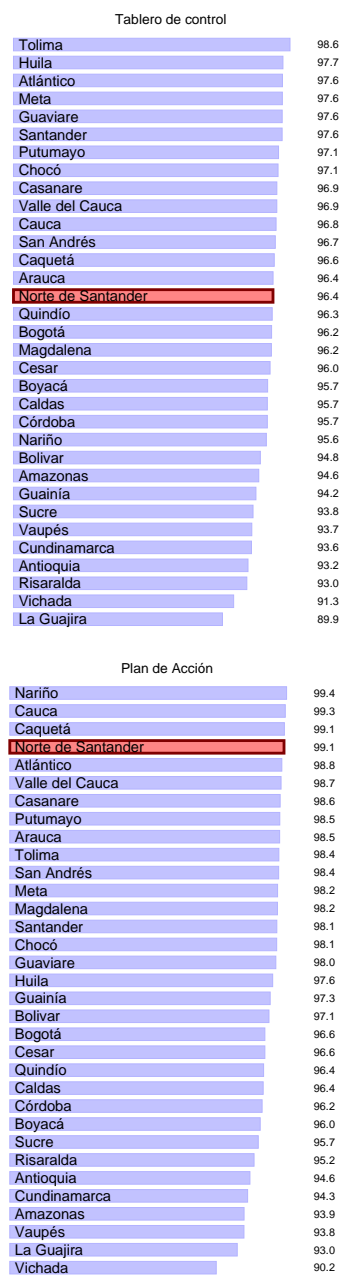 Tablero de control
Tolima 98.6
Huila 97.7
Atlántico 97.6
Meta 97.6
Guaviare 97.6
Santander 97.6
Putumayo 97.1
Chocó 97.1
Casanare 96.9
Valle del Cauca 96.9
Cauca 96.8
San Andrés 96.7
Caquetá 96.6
Arauca 96.4
Norte de Santander 96.4
Quindío 96.3
Bogotá 96.2
Magdalena 96.2
Cesar 96.0
Boyacá 95.7
Caldas 95.7
Córdoba 95.7
Nariño 95.6
Bolivar 94.8
Amazonas 94.6
Guainía 94.2
Sucre 93.8
Vaupés 93.7
Cundinamarca 93.6
Antioquia 93.2
Risaralda 93.0
Vichada 91.3
La Guajira 89.9
Plan de Acción
Nariño 99.4
Cauca 99.3
Caquetá 99.1
Norte de Santander 99.1
Atlántico 98.8
Valle del Cauca 98.7
Casanare 98.6
Putumayo 98.5
Arauca 98.5
Tolima 98.4
San Andrés 98.4
Meta 98.2
Magdalena 98.2
Santander 98.1
Chocó 98.1
Guaviare 98.0
Huila 97.6
Guainía 97.3
Bolivar 97.1
Bogotá 96.6
Cesar 96.6
Quindío 96.4
Caldas 96.4
Córdoba 96.2
Boyacá 96.0
Sucre 95.7
Risaralda 95.2
Antioquia 94.6
Cundinamarca 94.3
Amazonas 93.9
Vaupés 93.8
La Guajira 93.0
Vichada 90.2